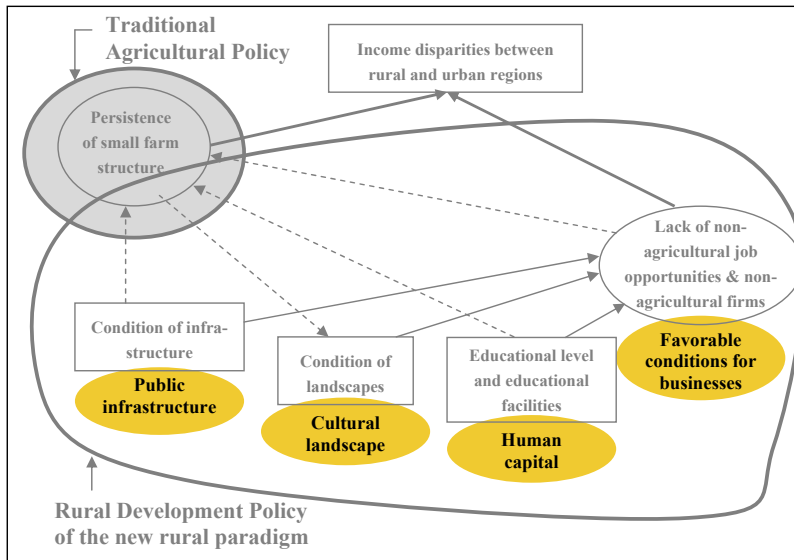 Traditional
Agricultural Policy
Income disparities between
rural and urban regions
Persistence
of small farm
structure
Lack of non-
agricultural job
opportunities & non-
agricultural firms
Condition of infra-
structure
Condition of
landscapes
Educational level
and educational
facilities
Favorable
conditions for
businesses
Public
infrastructure
Cultural
landscape
Human
capital
Rural Development Policy
of the new rural paradigm